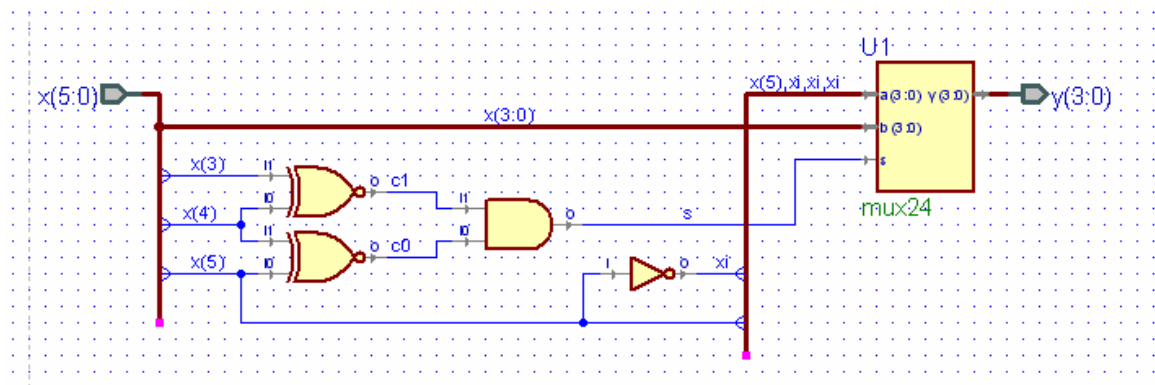 U1
x(5:0)
x(5),xi,xi,xi
a(3:0) y(3:0)
y(3:0)
x(3:0)
b(3:0)
x(3)
I1
o
c1
I1
s
I0
mux24
x(4)
I1
I0
o
s
o
c0
x(5)
I0
I
o
xi